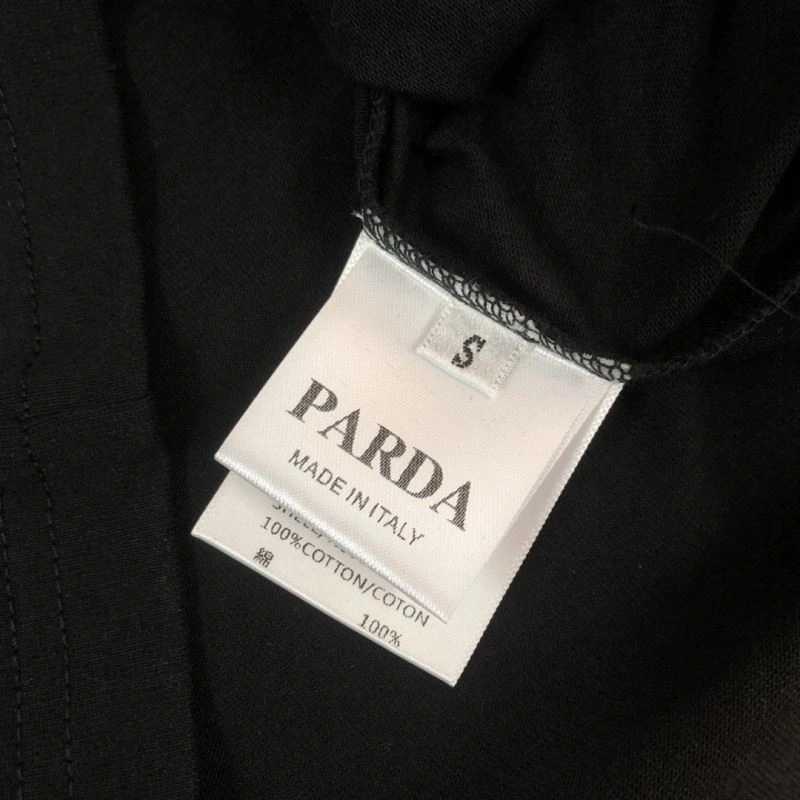 S
PARDA
MADE IN ITALY
100%COTTON/COTON
綿
100%